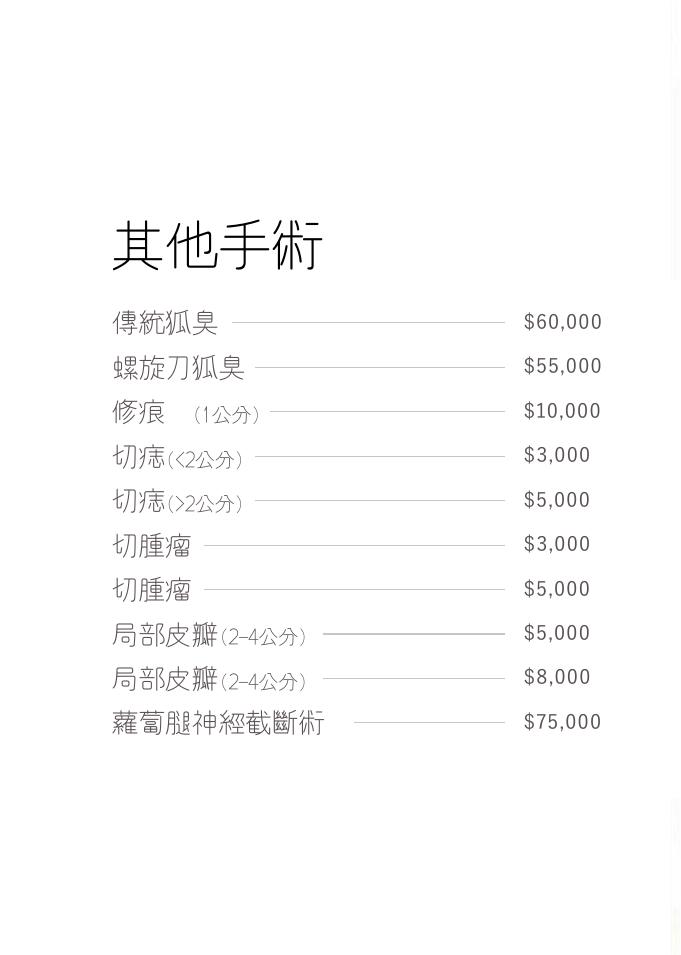 其他手術
傳統狐臭 $60,000
螺旋刀狐臭 $55,000
修痕 (1公分) $10,000
切痣(<2公分) $3,000
切痣(>2公分) $5,000
切腫瘤 $3,000
切腫瘤 $5,000
局部皮瓣(2-4公分) $5,000
局部皮瓣(2-4公分) $8,000
蘿蔔腿神經截斷術 $75,000